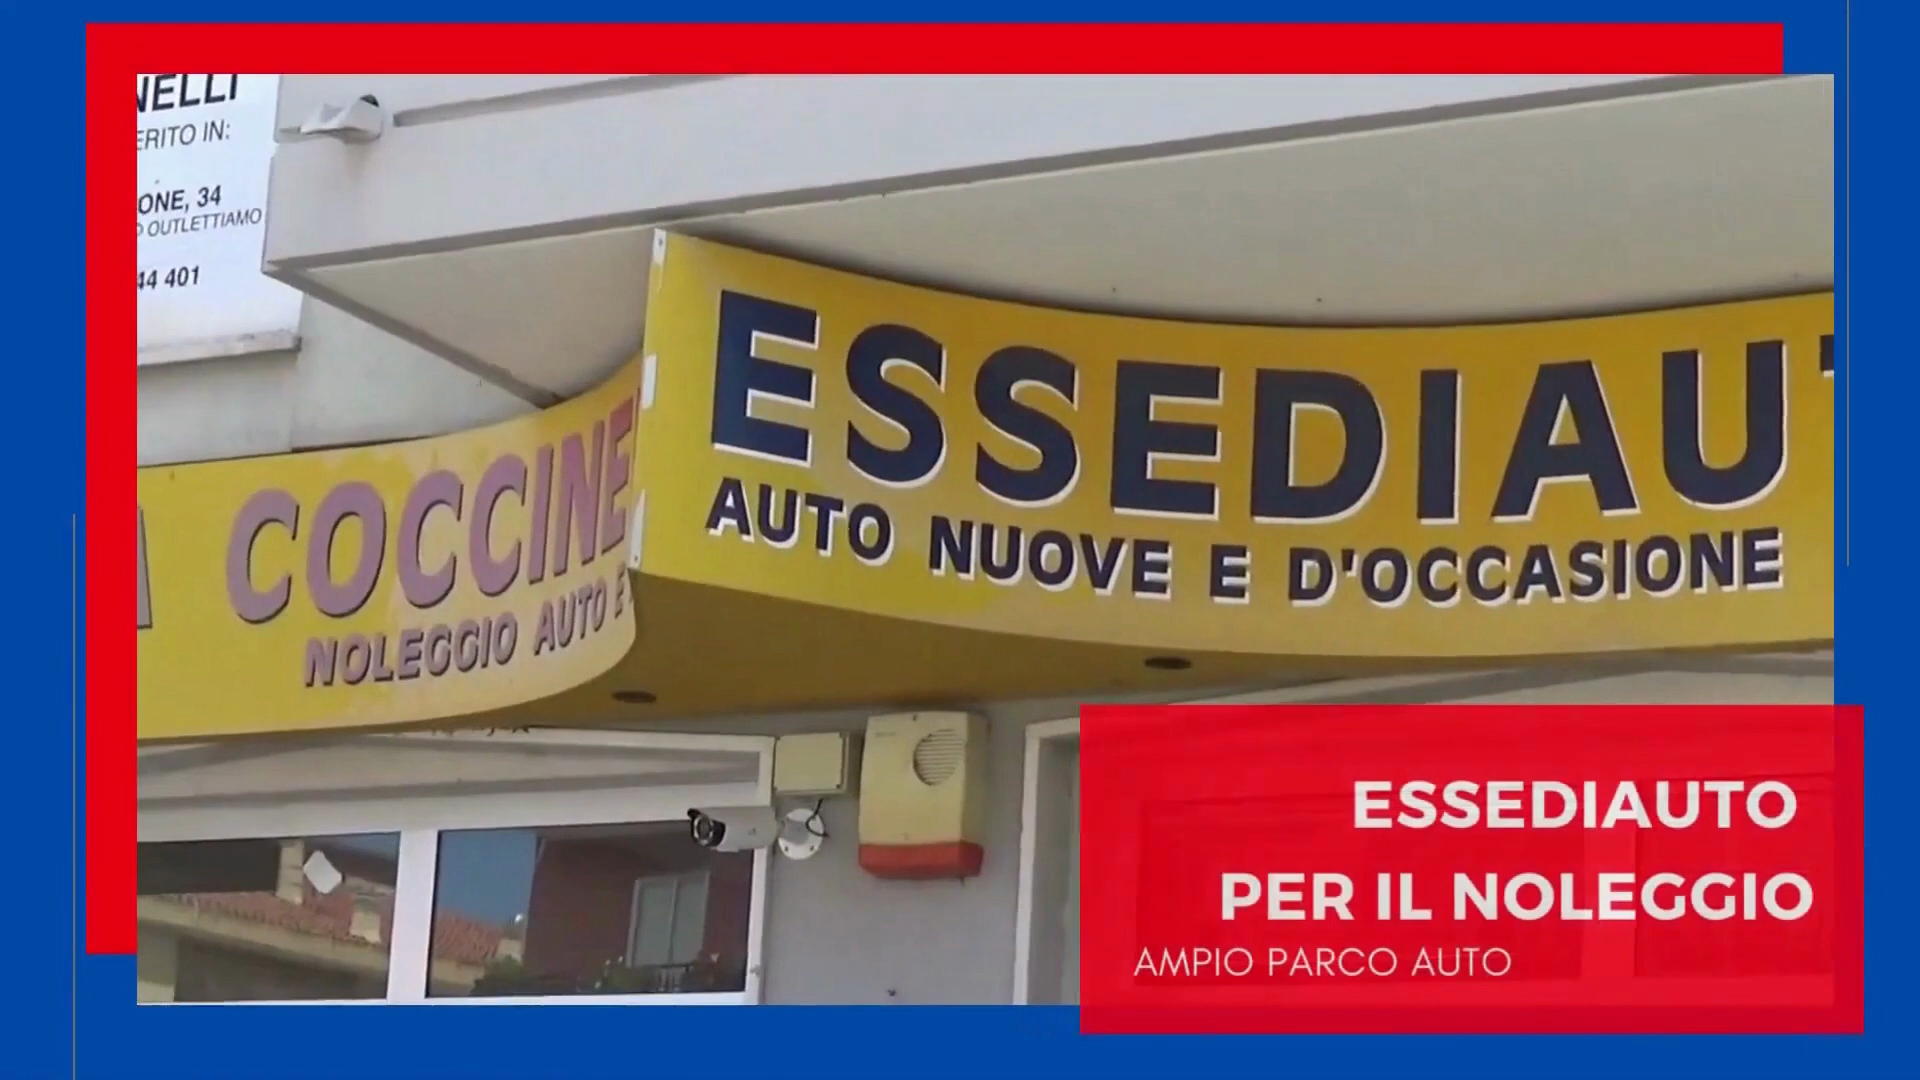 NELLI
ERITO IN:
ONE, 34
OUTLETTIAMO
44 401
COCCINE
NOLEGGIO AUTO E
ESSEDIAU
AUTO NUOVE E D'OCCASIONE
ESSEDIAUTO
PER IL NOLEGGIO
AMPIO PARCO AUTO